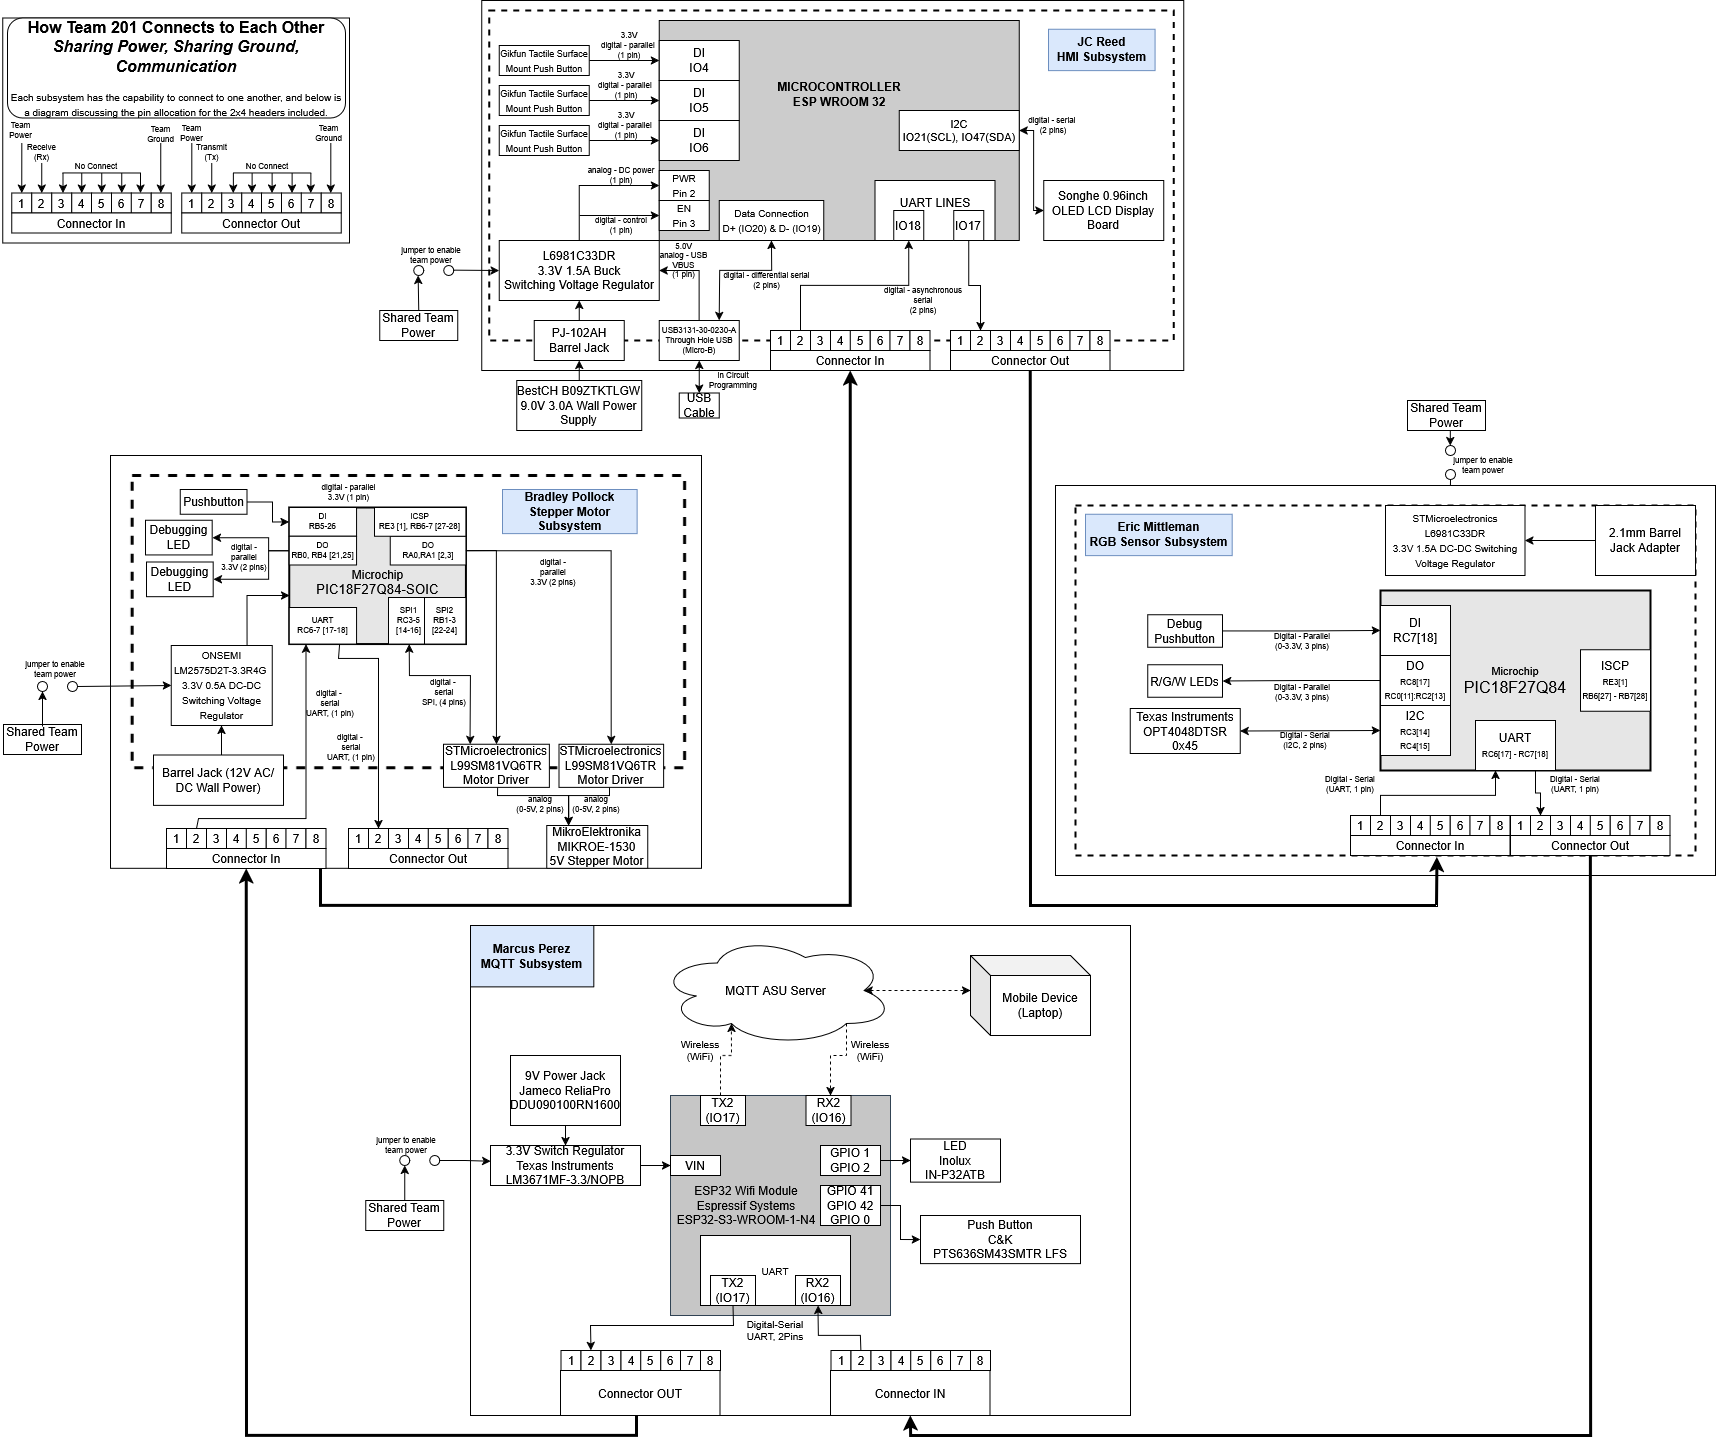 How Team 201 Connects to Each Other
Sharing Power, Sharing Ground,
Communication
Each subsystem has the capability to connect to one another, and below is
a diagram discussing the pin allocation for the 2x4 headers included.
Team
Power
Receive
(Rx)
No Connect
Team
Ground
1 2 3 4 5 6 7 8
Connector In
Team
Power
Transmit
(Tx)
No Connect
Team
Ground
1 2 3 4 5 6 7 8
Connector Out
JC Reed
HMI Subsystem
MICROCONTROLLER
ESP WROOM 32
Gikfun Tactile Surface
Mount Push Button
3.3V
digital - parallel
(1 pin)
DI
IO4
Gikfun Tactile Surface
Mount Push Button
3.3V
digital - parallel
(1 pin)
DI
IO5
Gikfun Tactile Surface
Mount Push Button
3.3V
digital - parallel
(1 pin)
DI
IO6
I2C
IO21(SCL), IO47(SDA)
digital - serial
(2 pins)
Songhe 0.96inch
OLED LCD Display
Board
analog - DC power
(1 pin)
PWR
Pin 2
EN
Pin 3
digital - control
(1 pin)
Data Connection
D+ (IO20) & D- (IO19)
UART LINES
IO18
IO17
jumper to enable
team power
Shared Team
Power
L6981C33DR
3.3V 1.5A Buck
Switching Voltage Regulator
5.0V
analog - USB
VBUS
(1 pin)
digital - differential serial
(2 pins)
digital - asynchronous
serial
(2 pins)
PJ-102AH
Barrel Jack
USB3131-30-0230-A
Through Hole USB
(Micro-B)
1 2 3 4 5 6 7 8
Connector In
1 2 3 4 5 6 7 8
Connector Out
BestCH B09ZTKTLGW
9.0V 3.0A Wall Power
Supply
In Circuit
Programming
USB
Cable
Bradley Pollock
Stepper Motor
Subsystem
Pushbutton
digital - parallel
3.3V (1 pin)
Debugging
LED
Debugging
LED
digital -
parallel
3.3V (2 pins)
DI
RB5-26
ICSP
RE3 [1], RB6-7 [27-28]
DO
RB0, RB4 [21,25]
DO
RA0,RA1 [2,3]
Microchip
PIC18F27Q84-SOIC
UART
RC6-7 [17-18]
SPI1
RC3-5
[14-16]
SPI2
RB1-3
[22-24]
digital -
parallel
3.3V (2 pins)
jumper to enable
team power
Shared Team
Power
ONSEMI
LM2575D2T-3.3R4G
3.3V 0.5A DC-DC
Switching Voltage
Regulator
Barrel Jack (12V AC/
DC Wall Power)
digital -
serial
UART, (1 pin)
digital -
serial
UART, (1 pin)
digital -
serial
SPI, (4 pins)
STMicroelectronics
L99SM81VQ6TR
Motor Driver
STMicroelectronics
L99SM81VQ6TR
Motor Driver
analog
(0-5V, 2 pins)
analog
(0-5V, 2 pins)
MikroElektronika
MIKROE-1530
5V Stepper Motor
1 2 3 4 5 6 7 8
Connector In
1 2 3 4 5 6 7 8
Connector Out
Shared Team
Power
jumper to enable
team power
Eric Mittleman
RGB Sensor Subsystem
STMicroelectronics
L6981C33DR
3.3V 1.5A DC-DC Switching
Voltage Regulator
2.1mm Barrel
Jack Adapter
Debug
Pushbutton
Digital - Parallel
(0-3.3V, 3 pins)
DI
RC7[18]
R/G/W LEDs
Digital - Parallel
(0-3.3V, 3 pins)
DO
RC8[17]
RC0[11]:RC2[13]
Texas Instruments
OPT4048DTSR
0x45
Digital - Serial
(I2C, 2 pins)
I2C
RC3[14]
RC4[15]
Microchip
PIC18F27Q84
ISCP
RE3[1]
RB6[27] - RB7[28]
UART
RC6[17] - RC7[18]
Digital - Serial
(UART, 1 pin)
Digital - Serial
(UART, 1 pin)
1 2 3 4 5 6 7 8
Connector In
1 2 3 4 5 6 7 8
Connector Out
Marcus Perez
MQTT Subsystem
MQTT ASU Server
Mobile Device
(Laptop)
Wireless
(WiFi)
Wireless
(WiFi)
9V Power Jack
Jameco ReliaPro
DDU090100RN1600
jumper to enable
team power
Shared Team
Power
3.3V Switch Regulator
Texas Instruments
LM3671MF-3.3/NOPB
TX2
(IO17)
RX2
(IO16)
VIN
GPIO 1
GPIO 2
LED
Inolux
IN-P32ATB
ESP32 Wifi Module
Espressif Systems
ESP32-S3-WROOM-1-N4
GPIO 41
GPIO 42
GPIO 0
Push Button
C&K
PTS636SM43SMTR LFS
UART
TX2
(IO17)
RX2
(IO16)
Digital-Serial
UART, 2Pins
1 2 3 4 5 6 7 8
Connector OUT
1 2 3 4 5 6 7 8
Connector IN